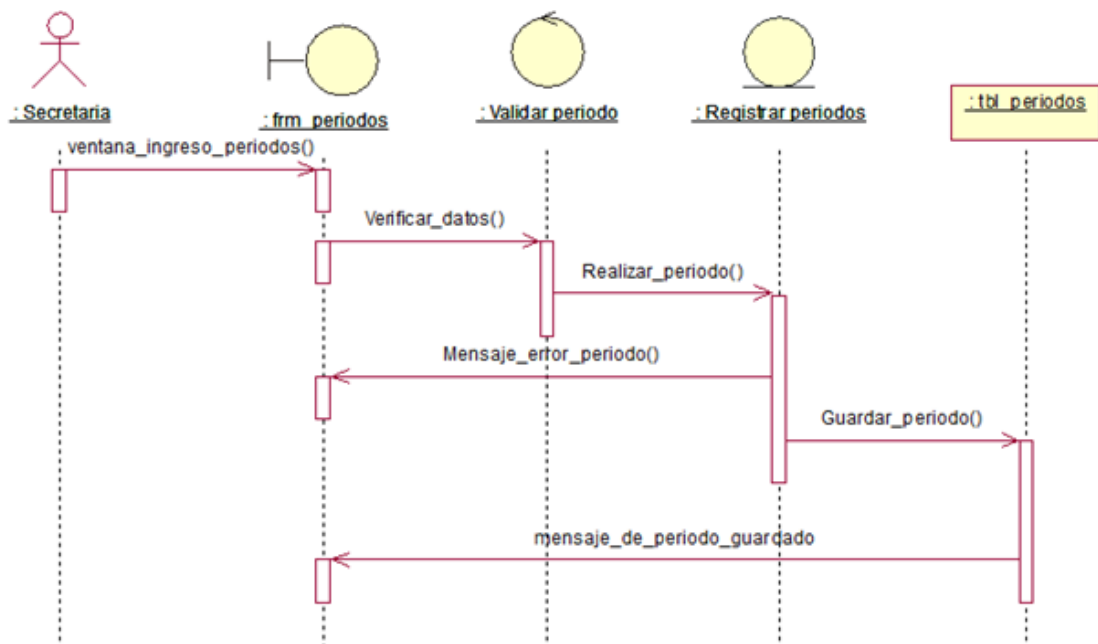 : Secretaria
: frm_periodos
: Validar periodo
: Registrar periodos
: tbl_periodos
ventana_ingreso_periodos()
Verificar_datos()
Realizar_periodo()
Mensaje_error_periodo()
Guardar_periodo()
mensaje_de_periodo_guardado